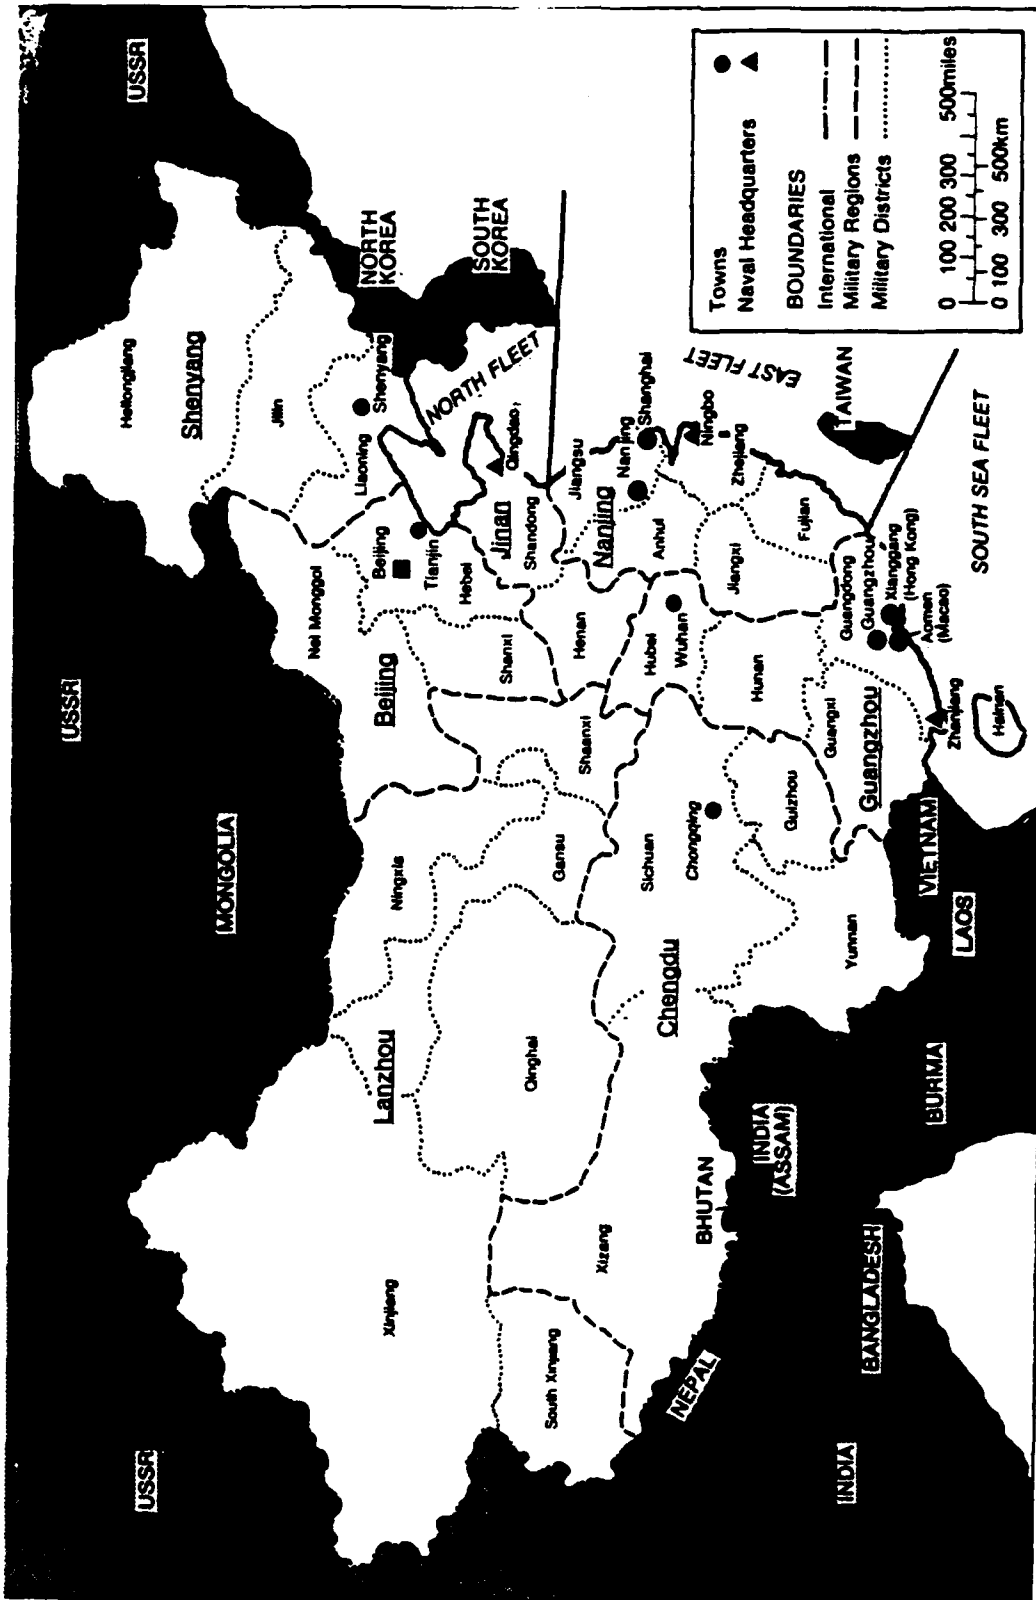 USSR
USSR
USSR
MONGOLIA
Heilongjiang
Shenyang
Jilin
Liaoning
Shenyang
NORTH
KOREA
SOUTH
KOREA
Nei Monggol
Beijing
Beijing
Tianjin
Hebei
NORTH FLEET
Qingdao
Jinan
Shandong
Shanxi
Xinjiang
Lanzhou
Ningxia
Gansu
Shaanxi
Henan
Jiangsu
Nanjing
Nanjing
Shanghai
Anhui
Ningbo
Zhejiang
EAST FLEET
Qinghai
South Xinjiang
Xizang
Chengdu
Sichuan
Chongqing
Hubei
Wuhan
Hunan
Jiangxi
Fujian
TAIWAN
Guizhou
Guangxi
Guangdong
Guangzhou
Guangzhou
Xianggang
(Hong Kong)
Aomen
(Macao)
Zhanjiang
Hainan
SOUTH SEA FLEET
Yunnan
VIETNAM
LAOS
BURMA
INDIA
(ASSAM)
BHUTAN
BANGLADESH
NEPAL
INDIA
Towns
Naval Headquarters
BOUNDARIES
International
Military Regions
Military Districts
0 100 200 300 500miles
0 100 300 500km